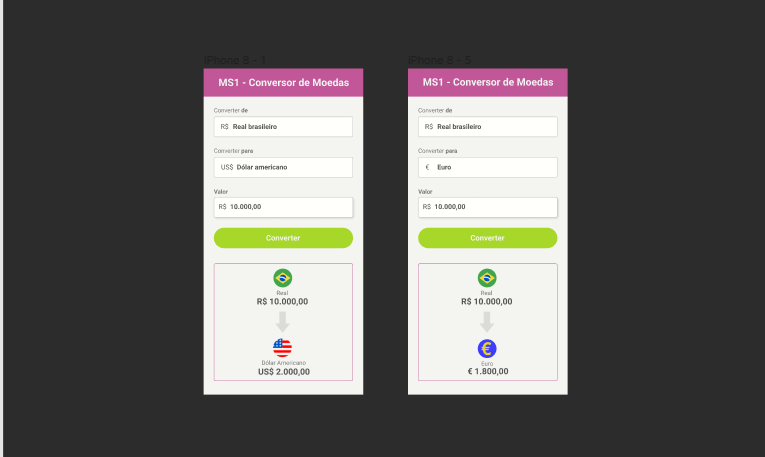 iPhone 8 – 1
MS1 - Conversor de Moedas
Converter de
R$ Real brasileiro
Converter para
US$ Dólar americano
Valor
R$ 10.000,00
Converter
Real
R$ 10.000,00
Dólar Americano
US$ 2.000,00
iPhone 8 – 5
MS1 - Conversor de Moedas
Converter de
R$ Real brasileiro
Converter para
€ Euro
Valor
R$ 10.000,00
Converter
Real
R$ 10.000,00
€
Euro
€ 1.800,00